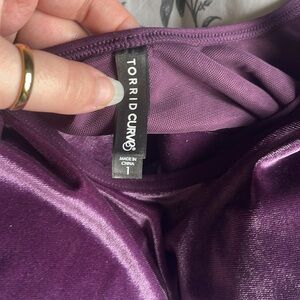 TORRID CURVE®
MADE IN
CHINA
1